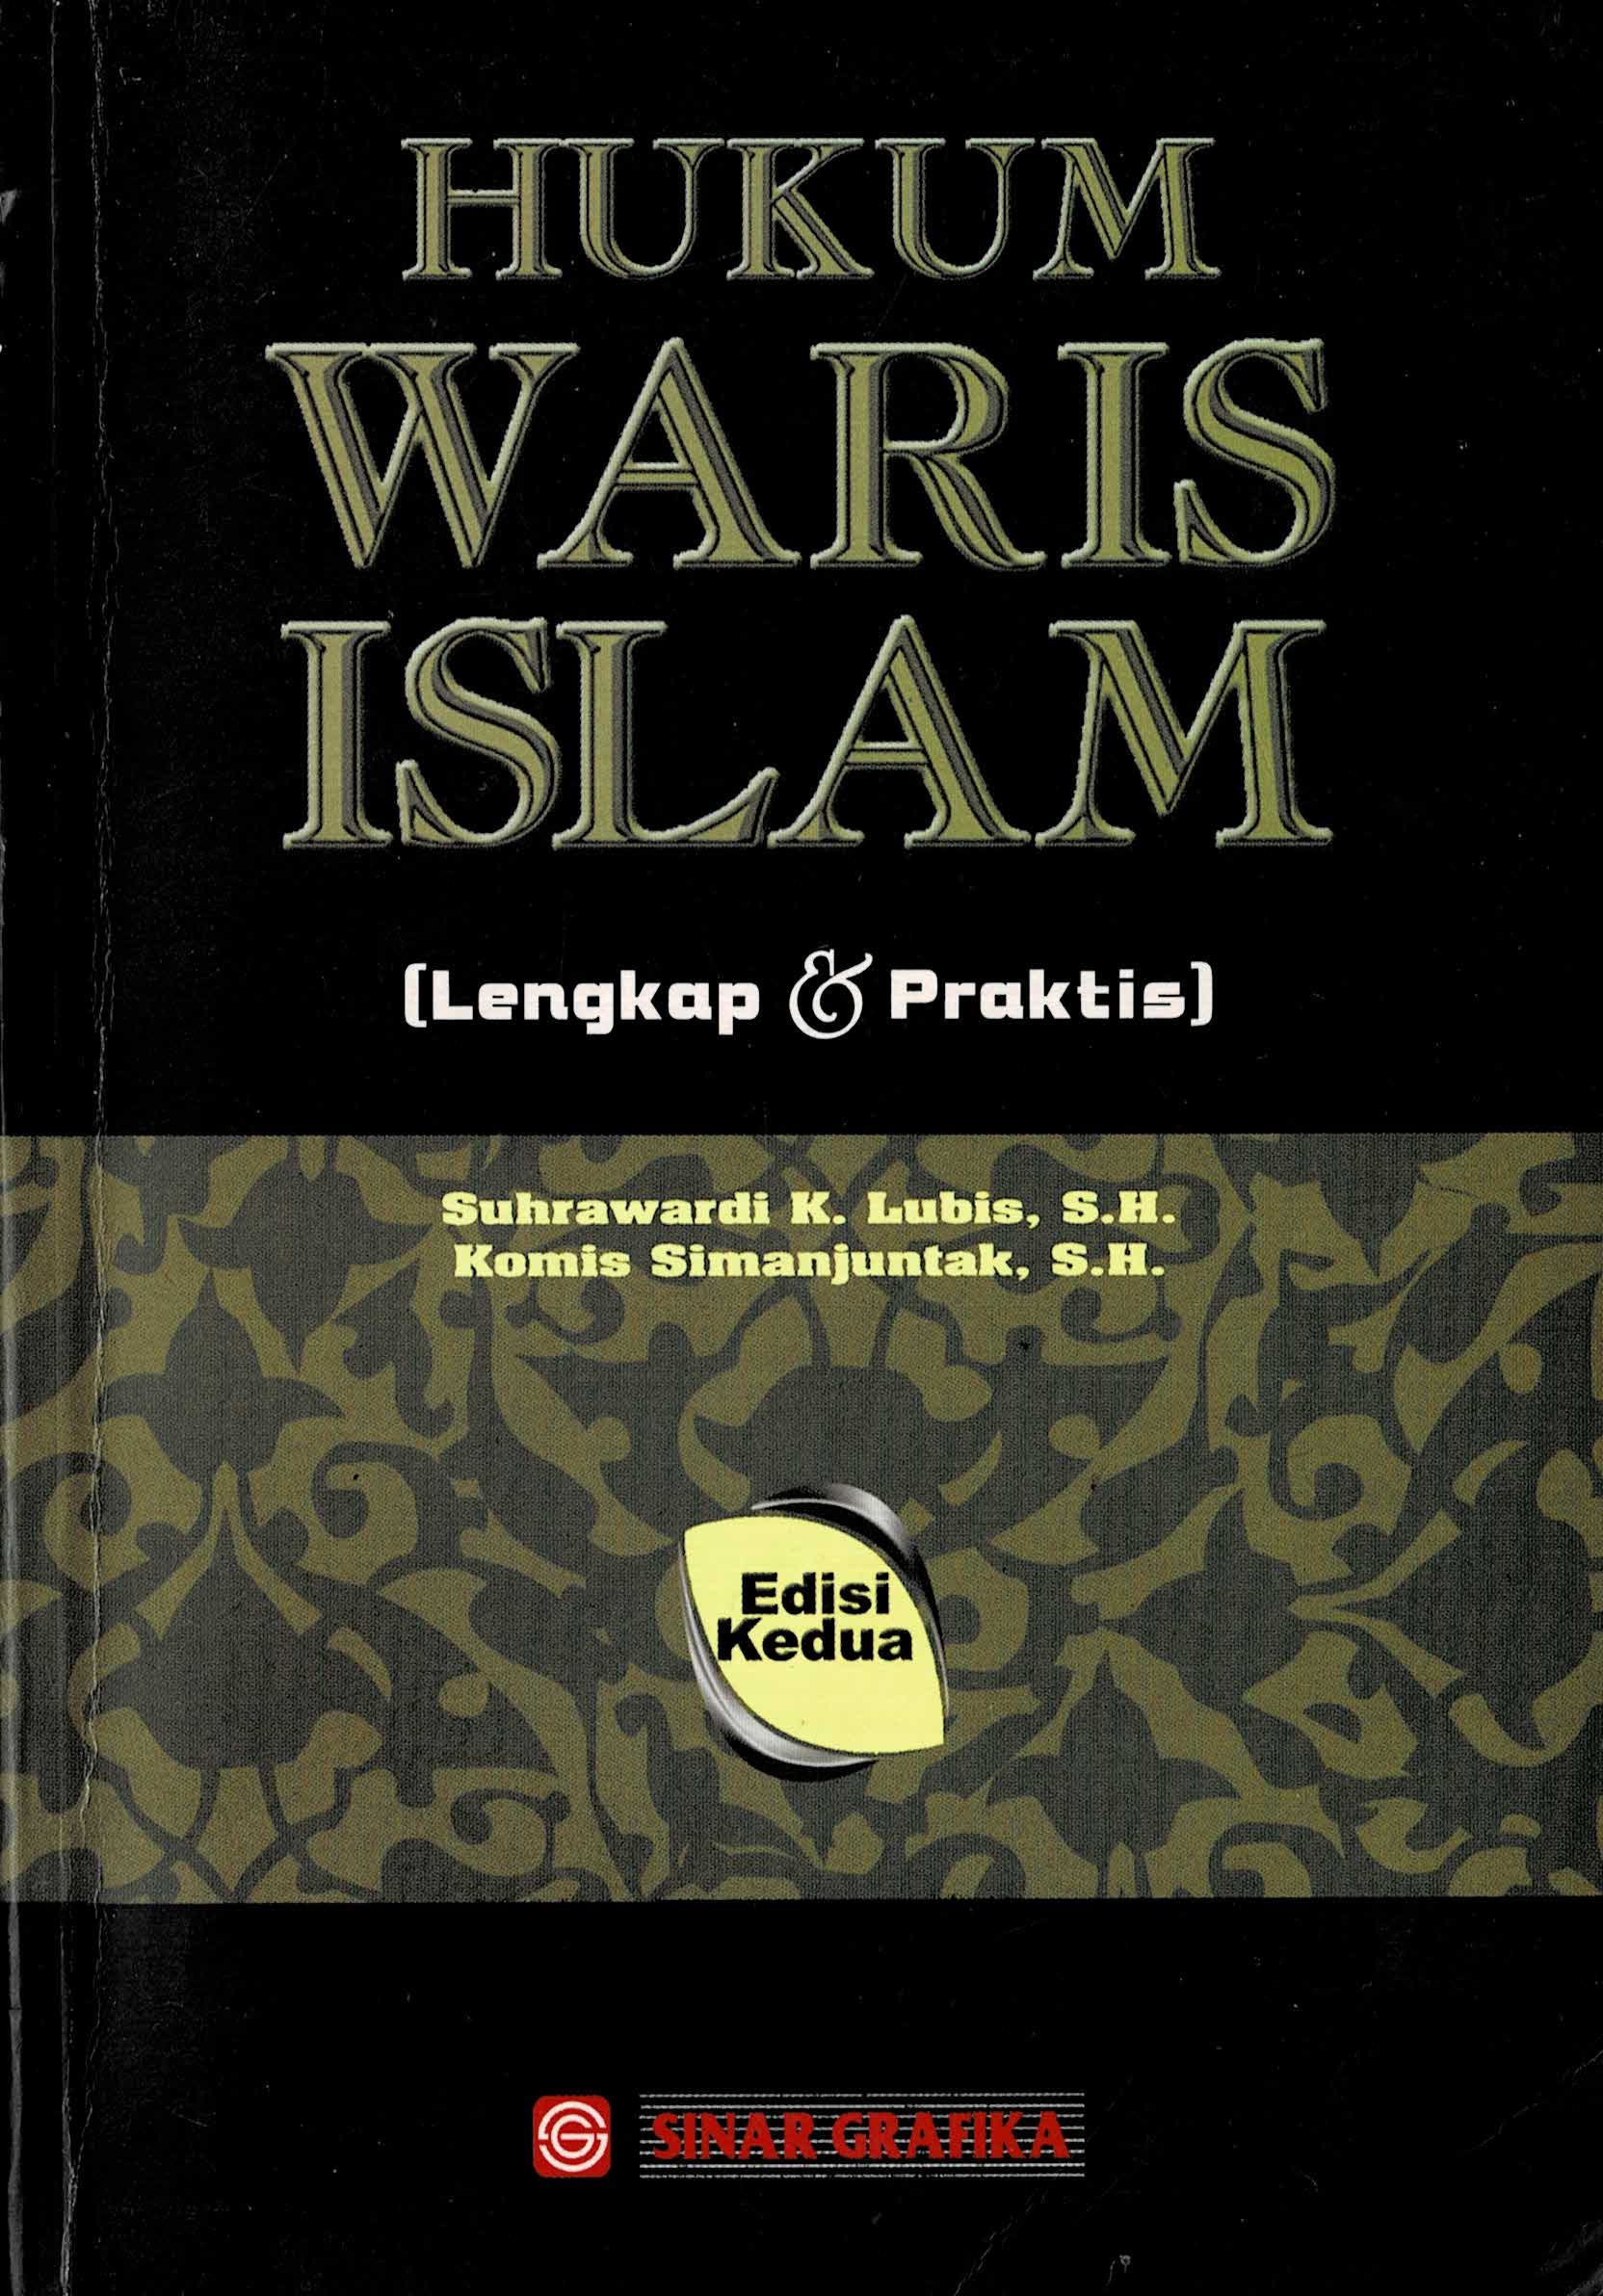 HUKUM
WARIS
ISLAM
(Lengkap & Praktis)
Suhrawardi K. Lubis, S.H.
Komis Simanjuntak, S.H.
Edisi
Kedua
SINAR GRAFIKA